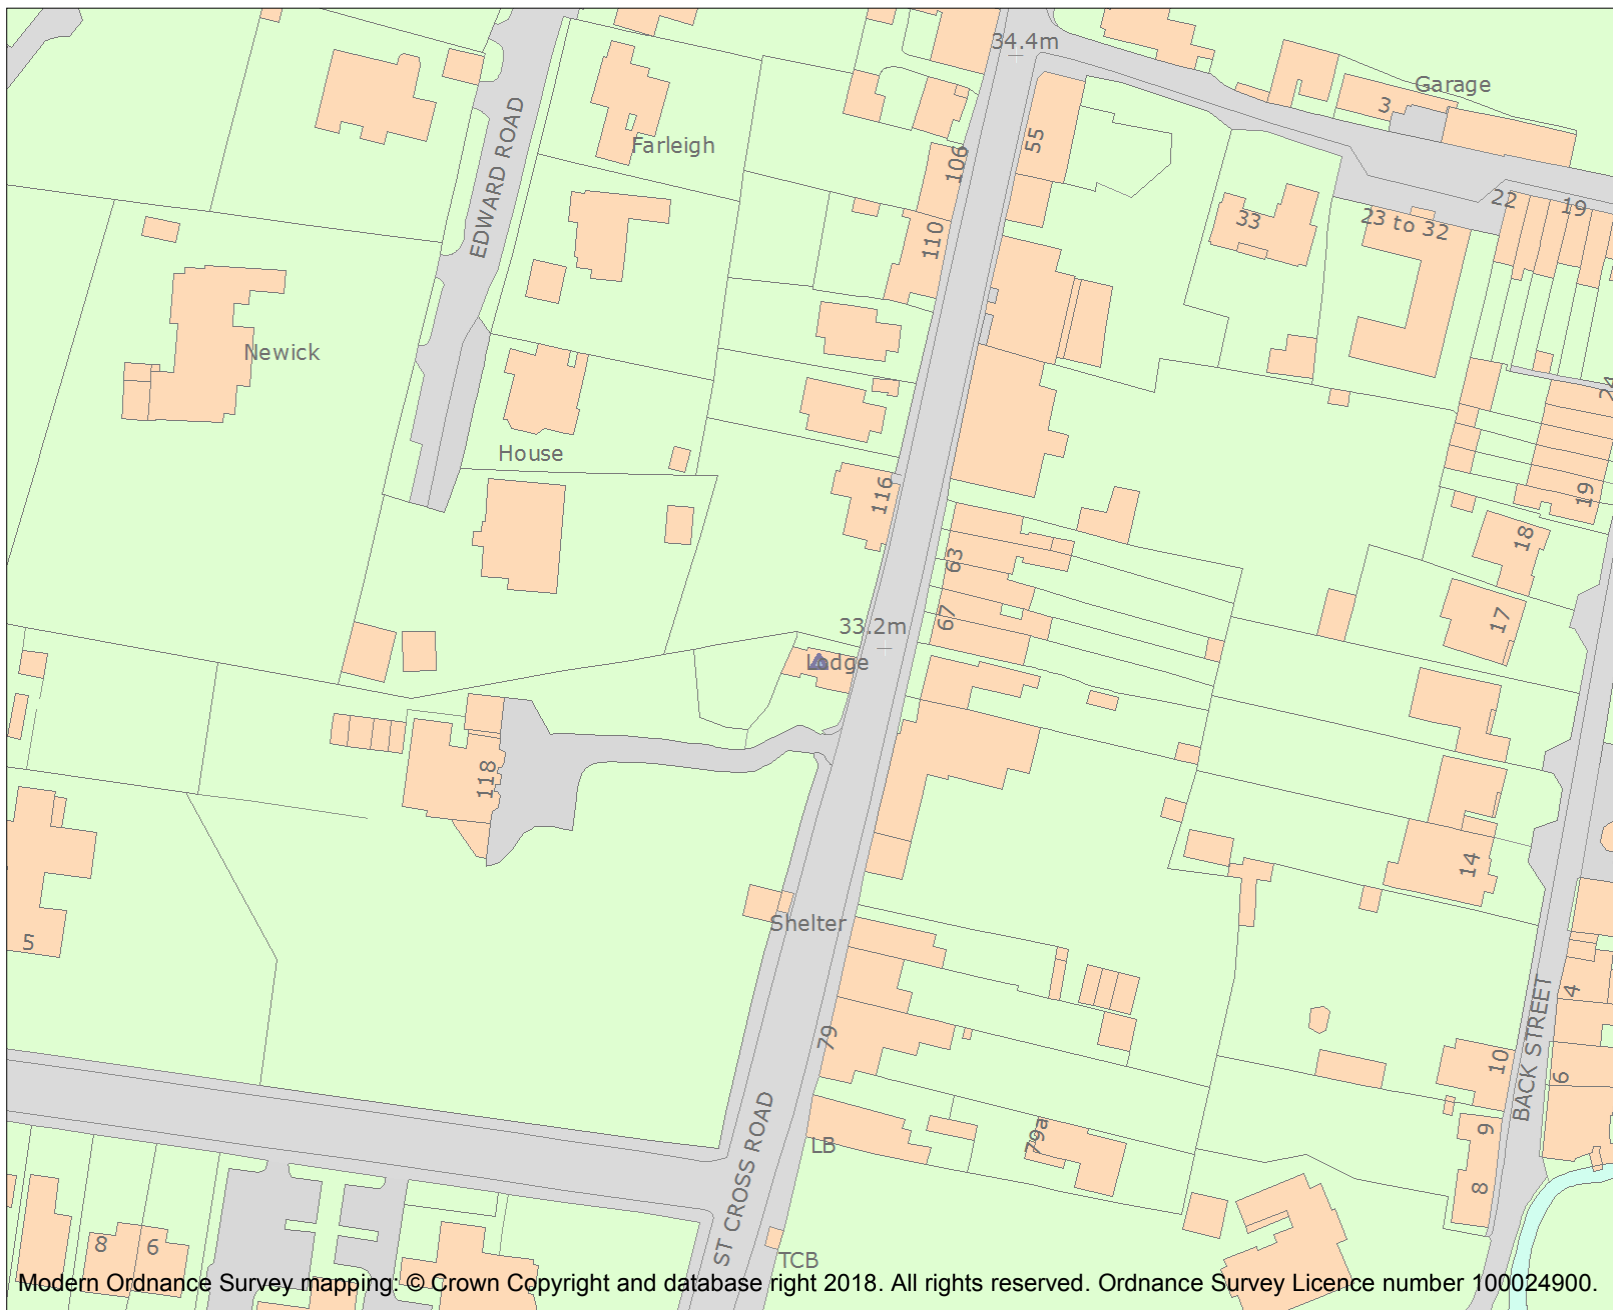 34.4m
Garage
3
EDWARD ROAD
Farleigh
55
106
22
19
33
23 to 32
110
Newick
24
House
116
19
18
63
67
17
33.2m
Lodge
118
14
Shelter
5
79
4
BACK STREET
10
6
79a
LB
9
8
ST CROSS ROAD
8
6
TCB
Modern Ordnance Survey mapping: © Crown Copyright and database right 2018. All rights reserved. Ordnance Survey Licence number 100024900.